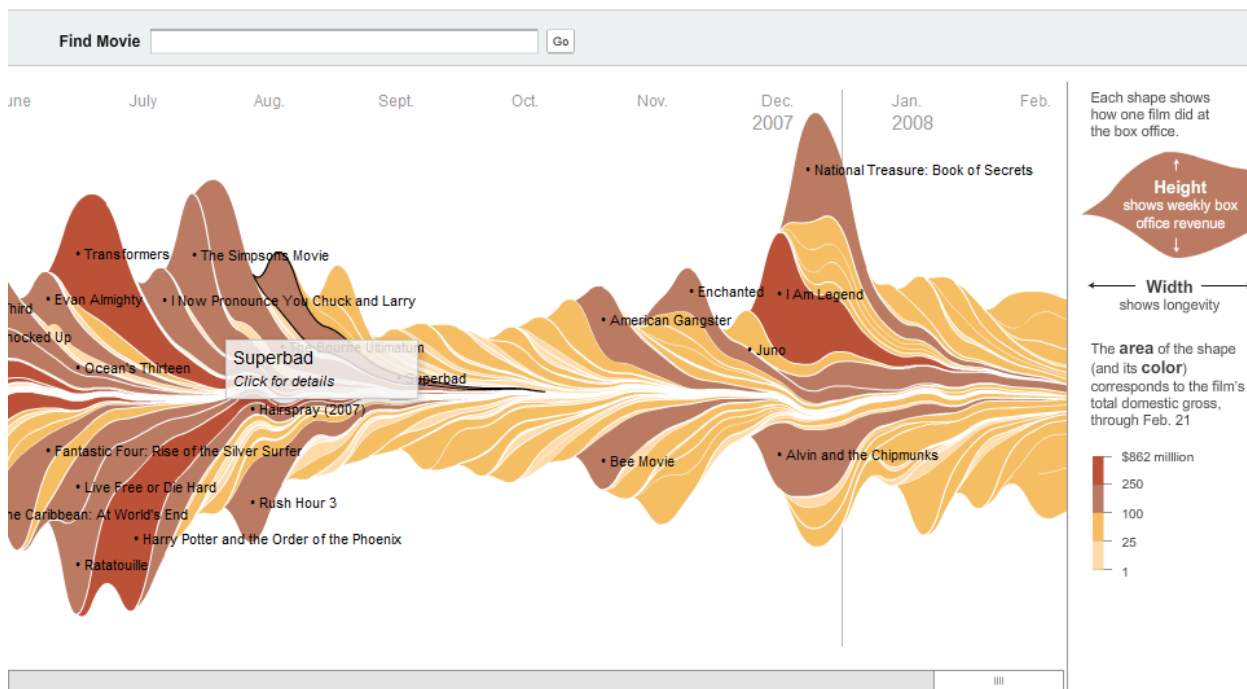 Find Movie
Go
une
July
Aug.
Sept.
Oct.
Nov.
Dec.
2007
Jan.
2008
Feb.
Each shape shows
how one film did at
the box office.
Height
shows weekly box
office revenue
Width
shows longevity
The area of the shape
(and its color)
corresponds to the film's
total domestic gross,
through Feb. 21
$862 milllion
250
100
25
1
• National Treasure: Book of Secrets
• Transformers
• The Simpsons Movie
• Evan Almighty
• I Now Pronounce You Chuck and Larry
• Enchanted
• I Am Legend
Third
• American Gangster
nocked Up
• The Bourne Ultimatum
• Juno
Superbad
Click for details
• Ocean's Thirteen
• Superbad
• Hairspray (2007)
• Fantastic Four: Rise of the Silver Surfer
• Bee Movie
• Alvin and the Chipmunks
• Live Free or Die Hard
• Rush Hour 3
he Caribbean: At World's End
• Harry Potter and the Order of the Phoenix
• Ratatouille